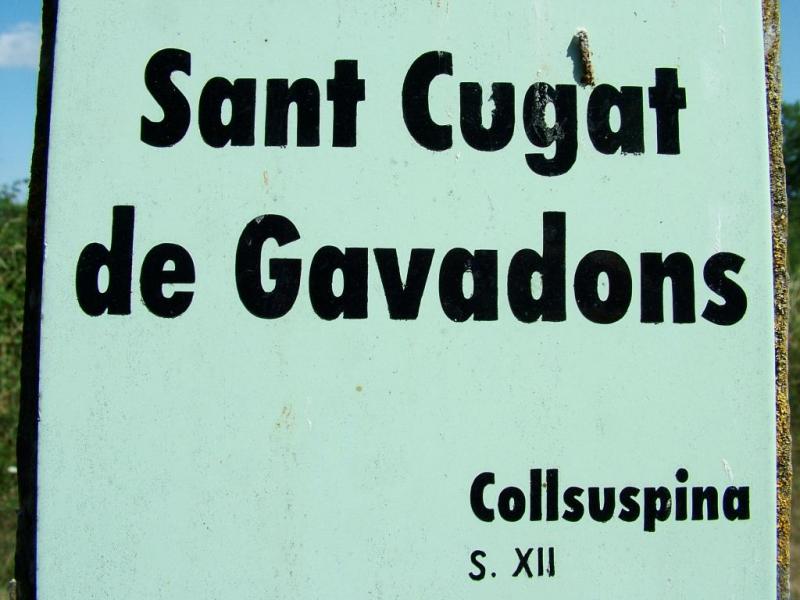 Sant Cugat
de Gavadons
Collsuspina
S. XII